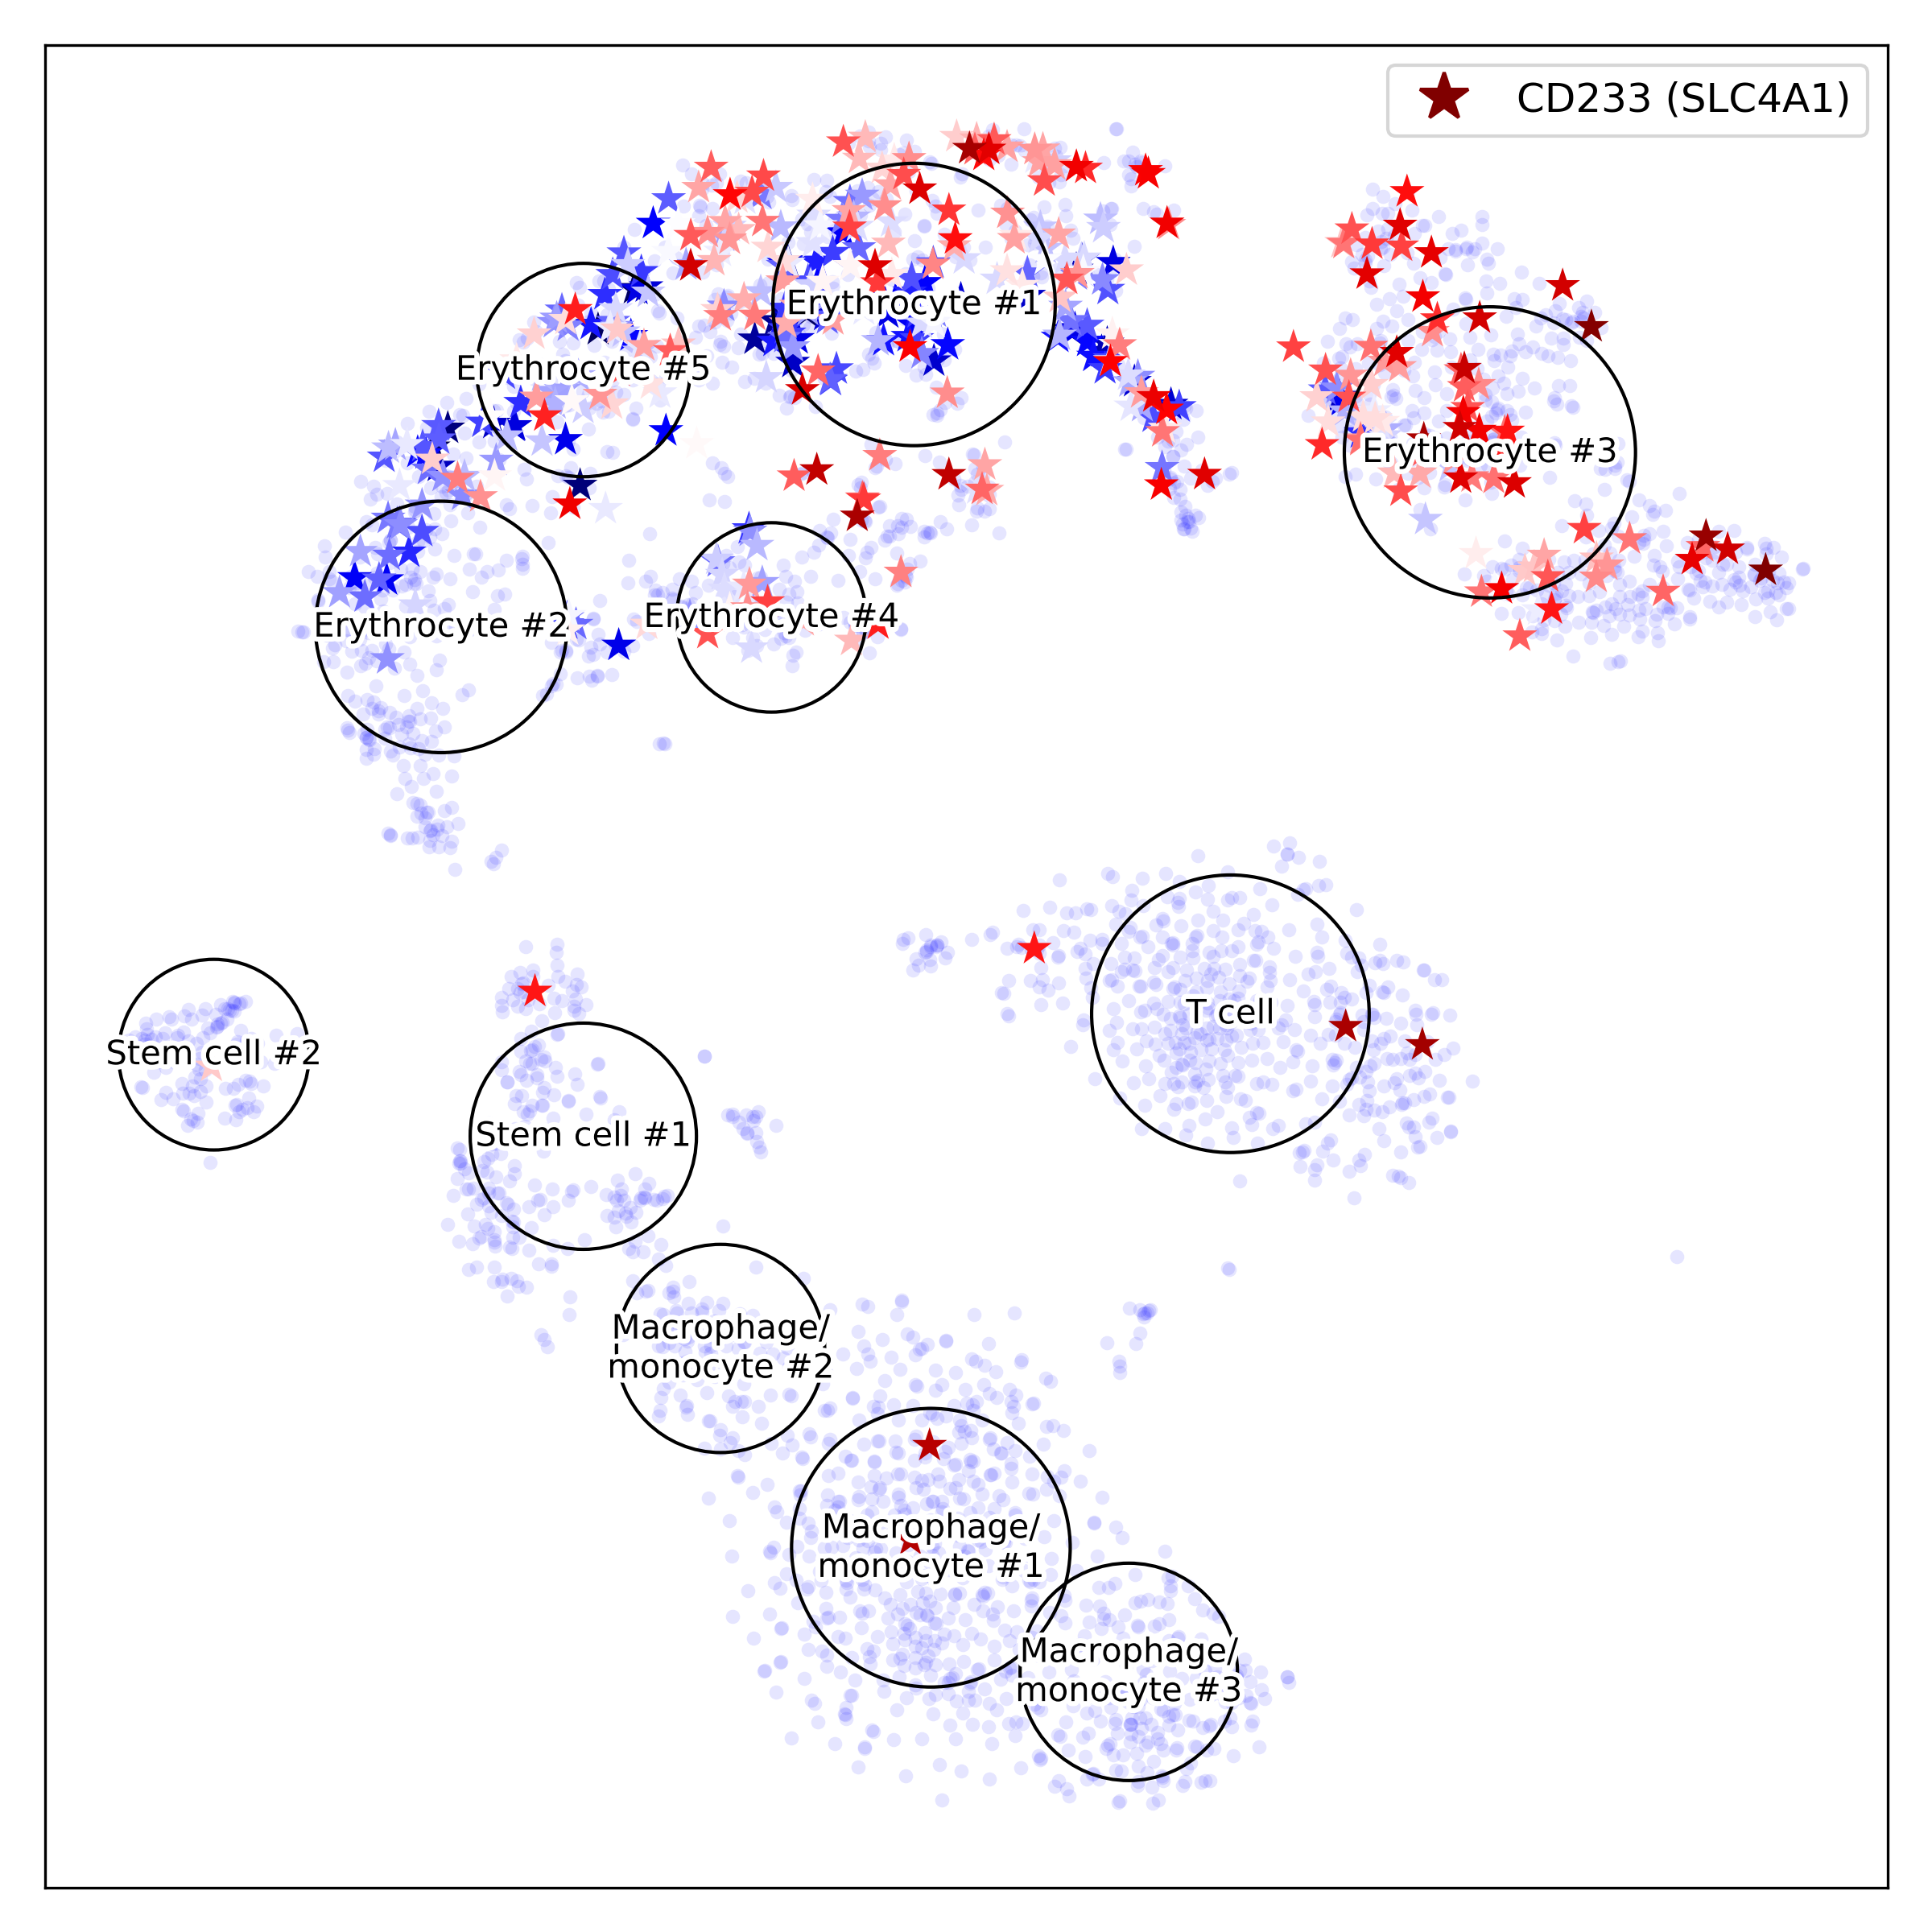 CD233 (SLC4A1)
Erythrocyte #1
Erythrocyte #5
Erythrocyte #3
Erythrocyte #4
Erythrocyte #2
T cell
Stem cell #2
Stem cell #1
Macrophage/
monocyte #2
Macrophage/
monocyte #1
Macrophage/
monocyte #3